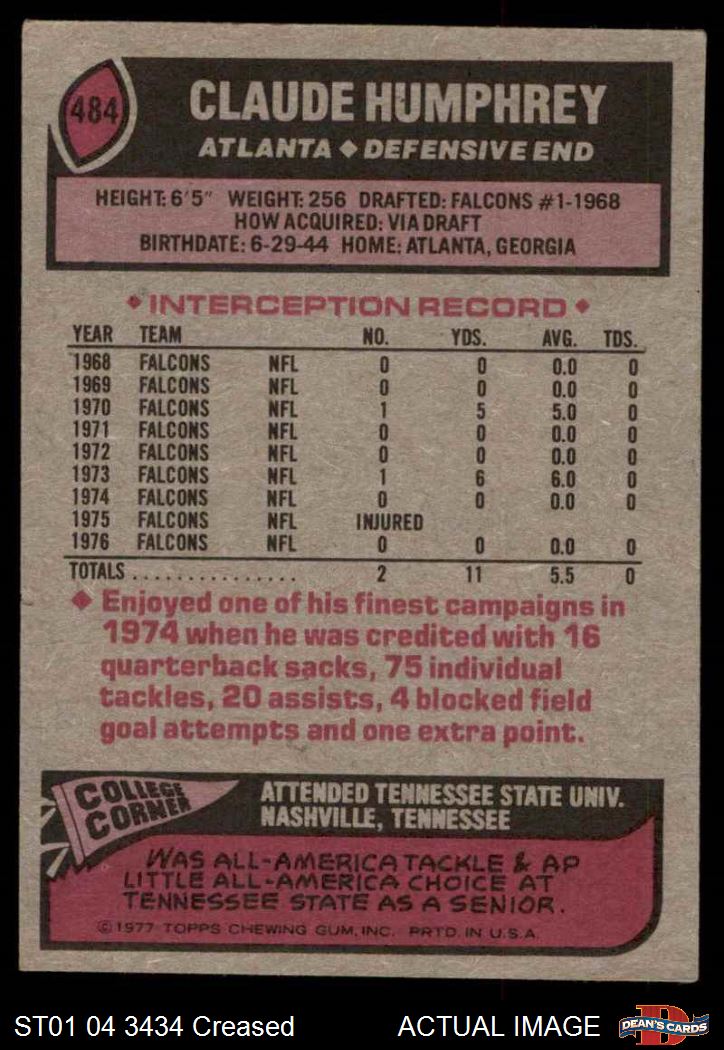 484
CLAUDE HUMPHREY
ATLANTA ◆ DEFENSIVE END
HEIGHT: 6'5" WEIGHT: 256 DRAFTED: FALCONS #1-1968
HOW ACQUIRED: VIA DRAFT
BIRTHDATE: 6-29-44 HOME: ATLANTA, GEORGIA
◆ INTERCEPTION RECORD ◆
YEAR TEAM NO. YDS. AVG. TDS.
1968 FALCONS NFL 0 0 0.0 0
1969 FALCONS NFL 0 0 0.0 0
1970 FALCONS NFL 1 5 5.0 0
1971 FALCONS NFL 0 0 0.0 0
1972 FALCONS NFL 0 0 0.0 0
1973 FALCONS NFL 1 6 6.0 0
1974 FALCONS NFL 0 0 0.0 0
1975 FALCONS NFL INJURED
1976 FALCONS NFL 0 0 0.0 0
TOTALS ............... 2 11 5.5 0
◆ Enjoyed one of his finest campaigns in
1974 when he was credited with 16
quarterback sacks, 75 individual
tackles, 20 assists, 4 blocked field
goal attempts and one extra point.
COLLEGE
CORNER
ATTENDED TENNESSEE STATE UNIV.
NASHVILLE, TENNESSEE
WAS ALL-AMERICA TACKLE & AP
LITTLE ALL-AMERICA CHOICE AT
TENNESSEE STATE AS A SENIOR.
© 1977 TOPPS CHEWING GUM, INC. PRTD. IN U.S.A.
ST01 04 3434 Creased ACTUAL IMAGE
D
DEAN'S CARDS